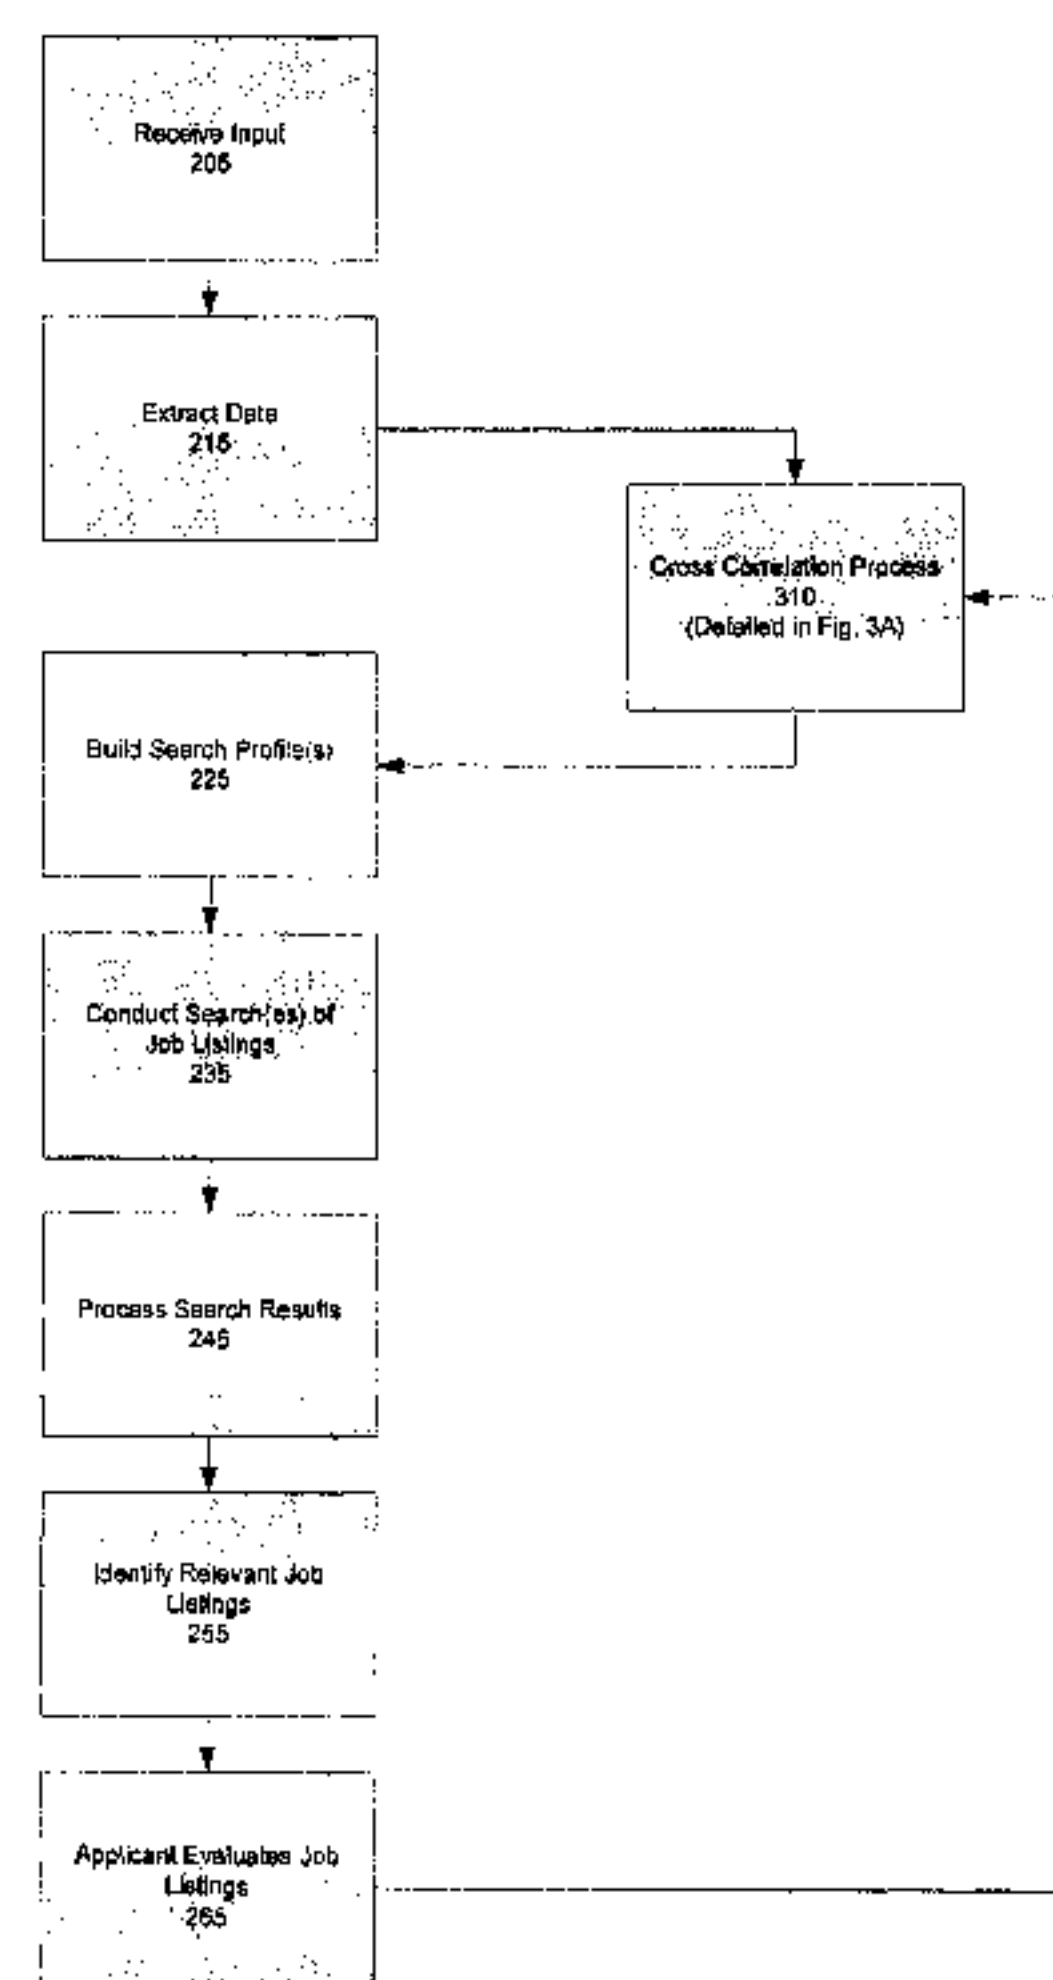 Receive Input
205
Extract Data
215
Cross Correlation Process
310
(Detailed in Fig. 3A)
Build Search Profile(s)
225
Conduct Search(es) of
Job Listings
235
Process Search Results
245
Identify Relevant Job
Listings
255
Applicant Evaluates Job
Listings
265